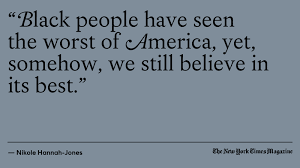 “Black people have seen
the worst of America, yet,
somehow, we still believe in
its best.”
— Nikole Hannah-Jones
The New York Times Magazine